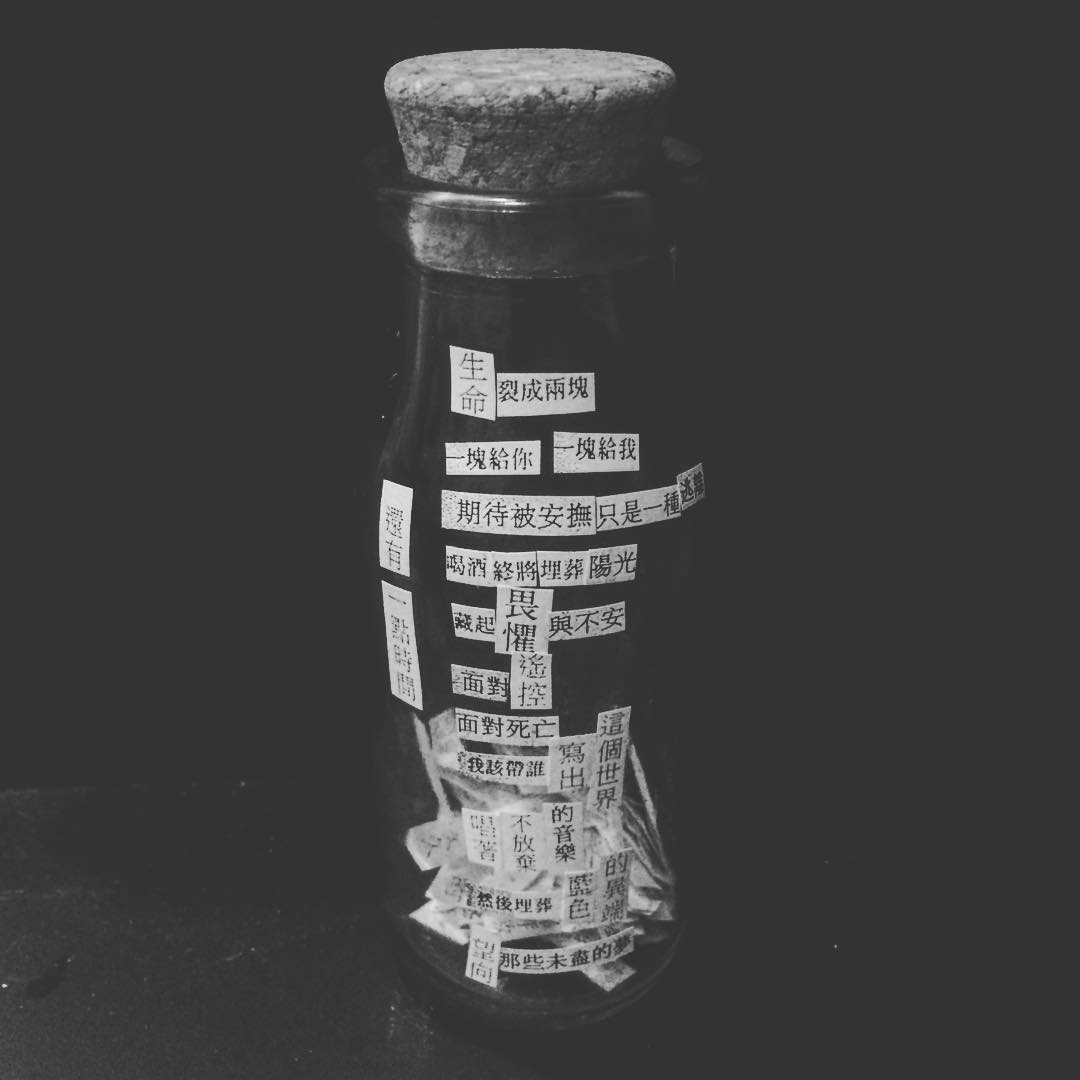 生命裂成兩塊
一塊給你 一塊給我
期待被安撫只是一種逃離
喝酒終將埋葬陽光
藏起畏懼與不安
面對遙控
面對死亡
我該帶誰寫出這個世界
唱著不放棄的音樂
然後埋葬藍色的異端
望向那些未盡的夢
還有
一點時間